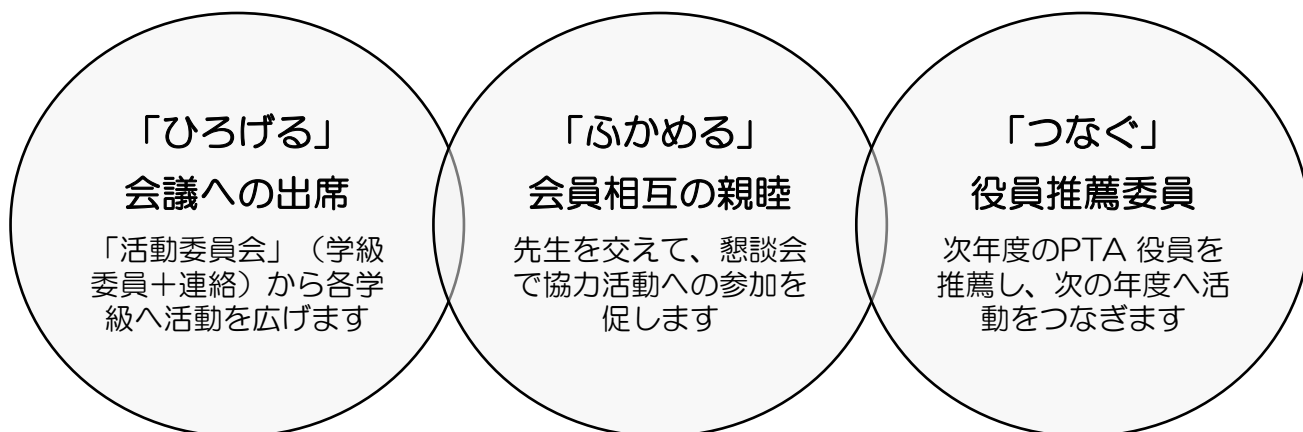 「ひろげる」
会議への出席
「活動委員会」（学級
委員＋連絡）から各学
級へ活動を広げます
「ふかめる」
会員相互の親睦
先生を交えて、懇談会
で協力活動への参加を
促します
「つなぐ」
役員推薦委員
次年度のPTA 役員を
推薦し、次の年度へ活
動をつなぎます